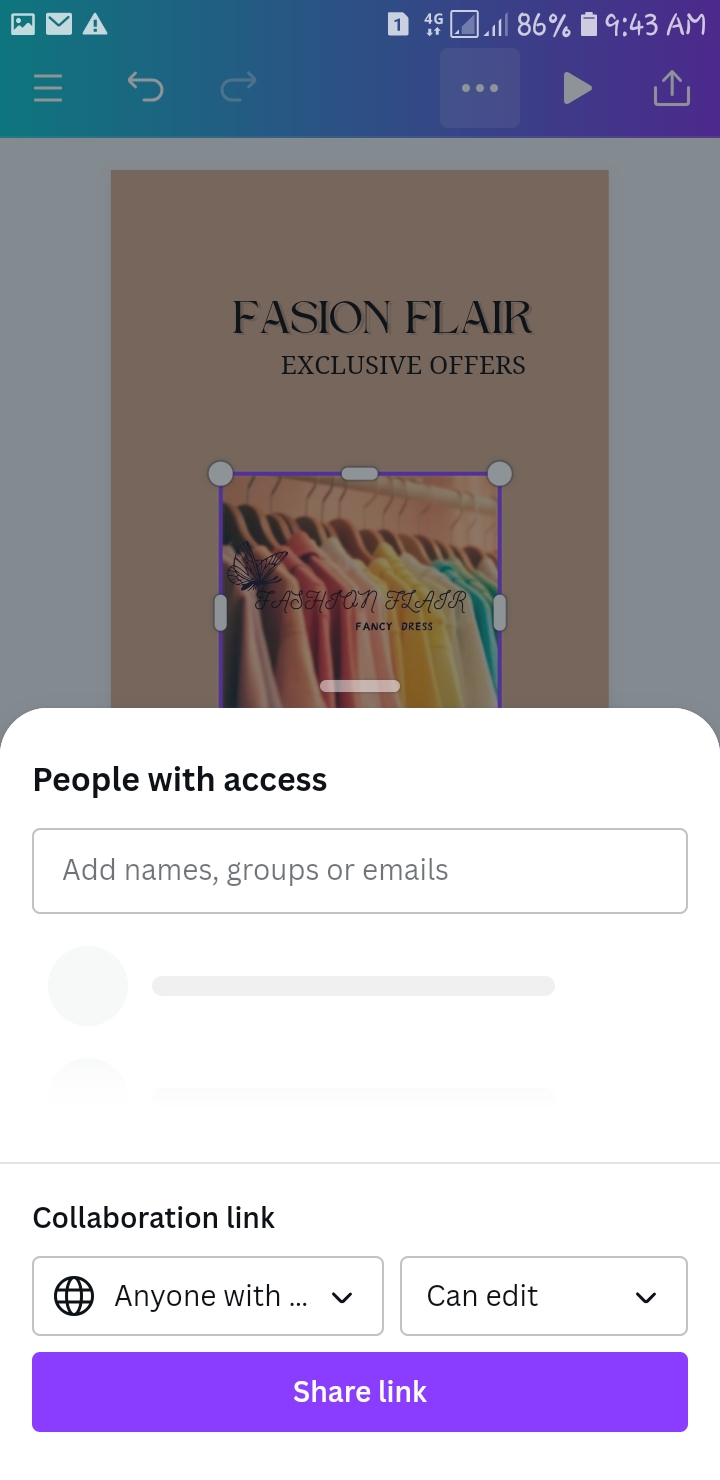 1 4G 86% 9:43 AM
FASION FLAIR
EXCLUSIVE OFFERS
FASHION FLAIR
FANCY DRESS
People with access
Add names, groups or emails
Collaboration link
Anyone with ... Can edit
Share link